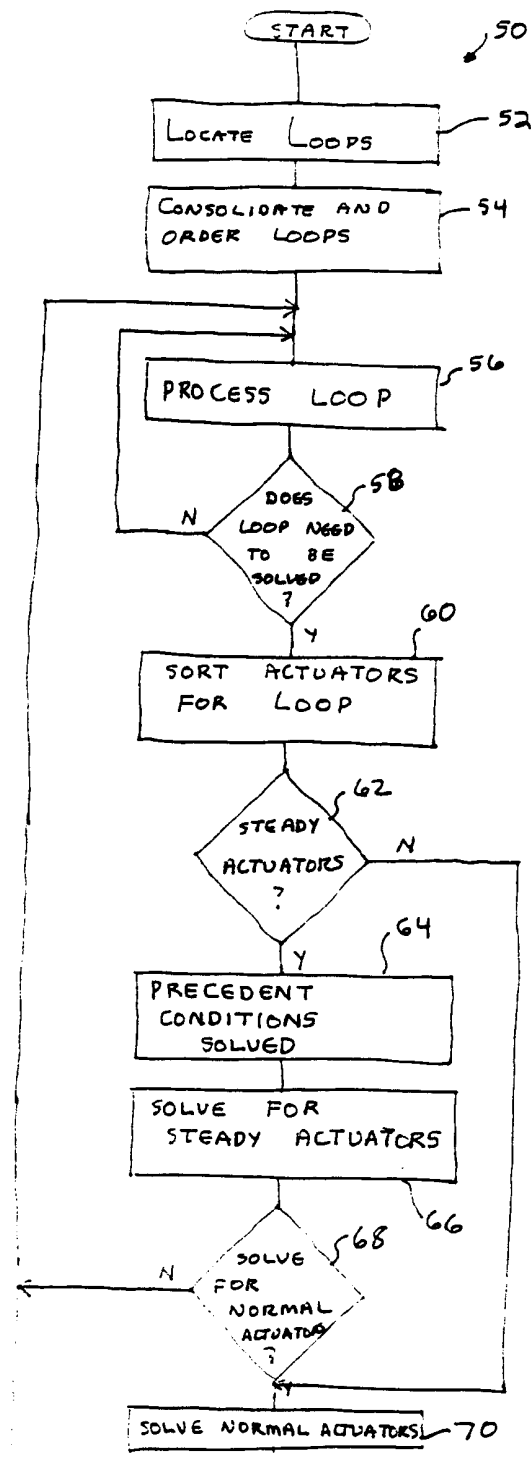 START
50
LOCATE LOOPS
52
CONSOLIDATE AND
ORDER LOOPS
54
PROCESS LOOP
56
DOES
LOOP NEED
TO BE
SOLVED
?
58
N
Y
60
SORT ACTUATORS
FOR LOOP
62
STEADY
ACTUATORS
?
N
Y
64
PRECEDENT
CONDITIONS
SOLVED
SOLVE FOR
STEADY ACTUATORS
66
68
SOLVE
FOR
NORMAL
ACTUATORS
?
N
Y
SOLVE NORMAL ACTUATORS
70